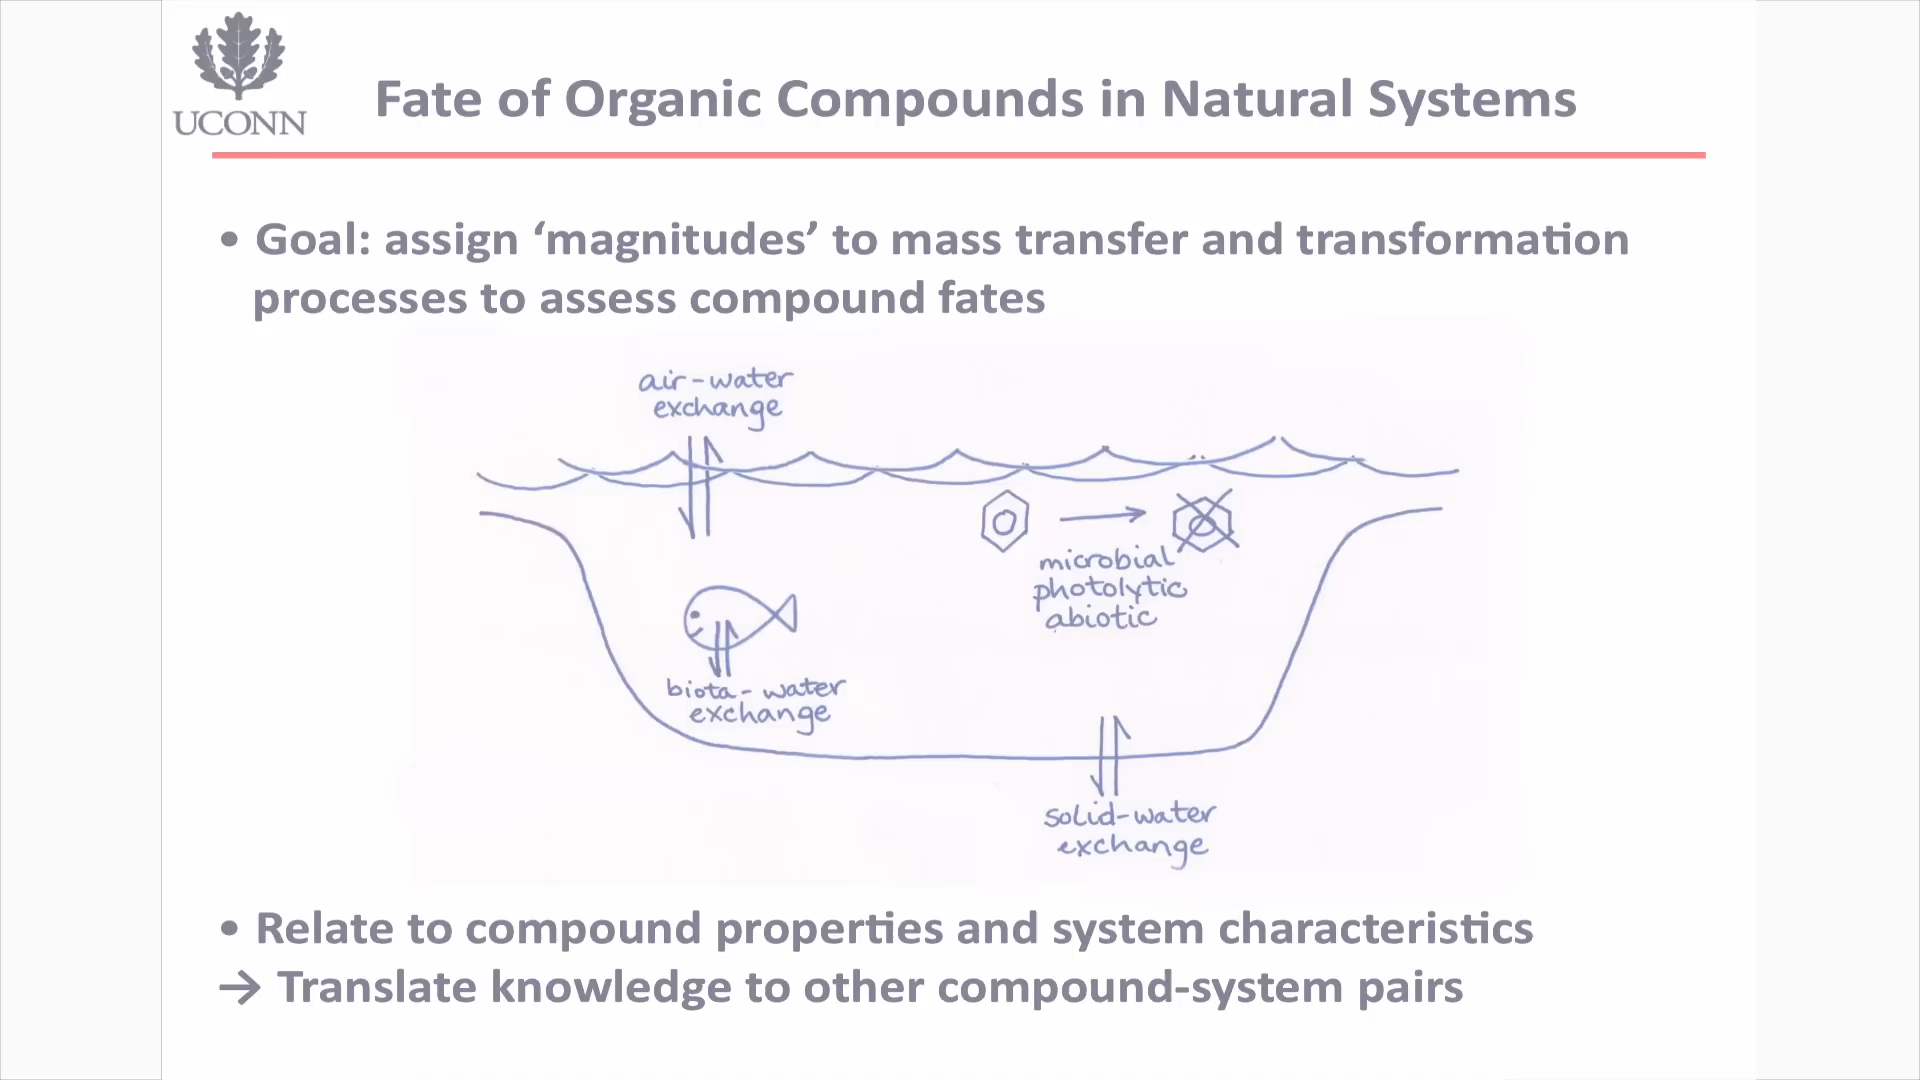 UCONN
Fate of Organic Compounds in Natural Systems
• Goal: assign ‘magnitudes’ to mass transfer and transformation
processes to assess compound fates
air-water
exchange
microbial
photolytic
abiotic
biota-water
exchange
solid-water
exchange
• Relate to compound properties and system characteristics
→ Translate knowledge to other compound-system pairs